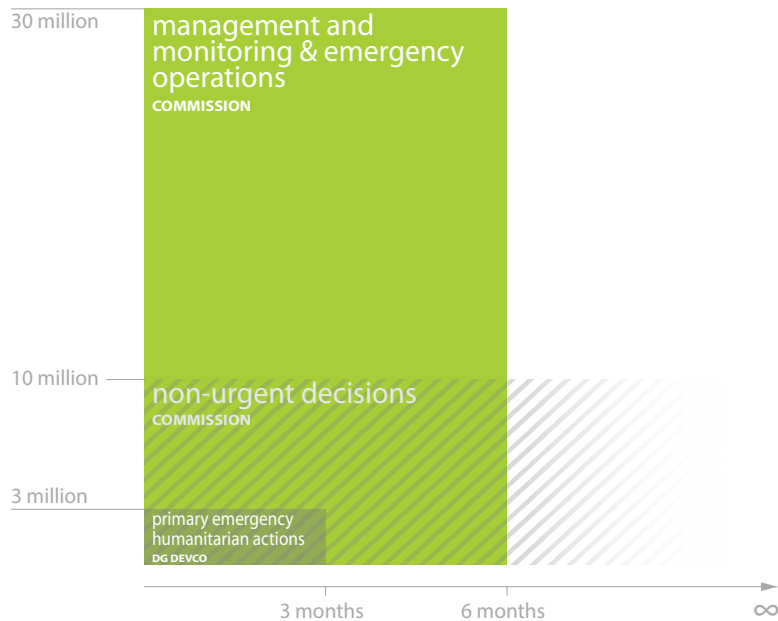 30 million
management and
monitoring & emergency
operations
COMMISSION
10 million
non-urgent decisions
COMMISSION
3 million
primary emergency
humanitarian actions
DG DEVCO
3 months
6 months
∞